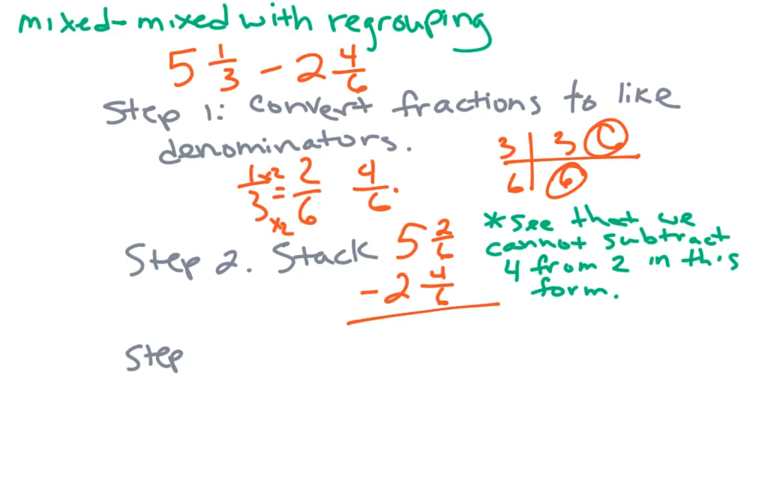 mixed-mixed with regrouping
5 1/3 - 2 4/6
Step 1: Convert fractions to like
denominators.
3 | 3 6
6 | 6
1/3 ×2/×2 = 2/6 4/6.
Step 2. Stack 5 2/6
- 2 4/6
*See that we
cannot subtract
4 from 2 in this
form.
Step